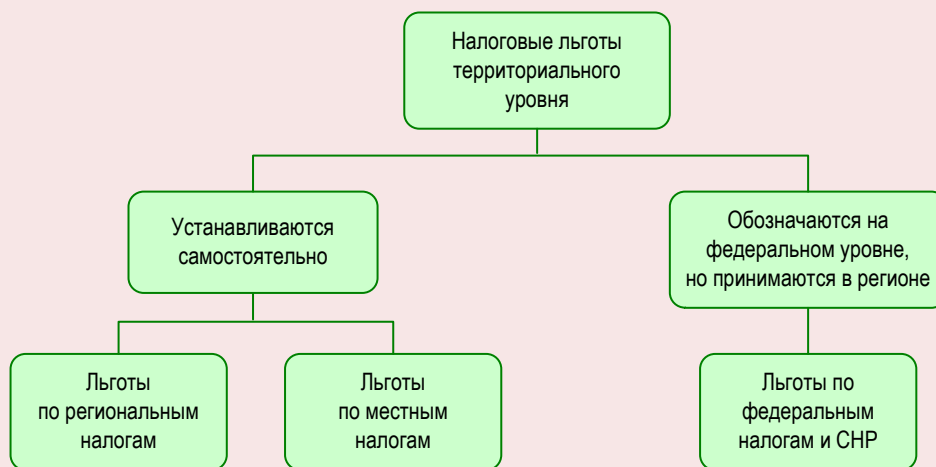 Налоговые льготы
территориального
уровня
Устанавливаются
самостоятельно
Обозначаются на
федеральном уровне,
но принимаются в регионе
Льготы
по региональным
налогам
Льготы
по местным
налогам
Льготы по
федеральным
налогам и СНР